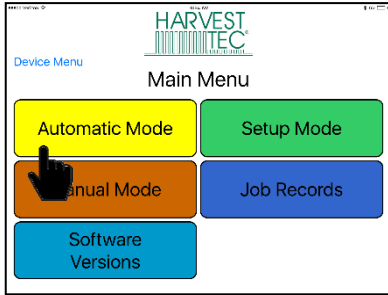 HARVEST
TEC
Device Menu
Main Menu
Automatic Mode
Setup Mode
anual Mode
Job Records
Software
Versions